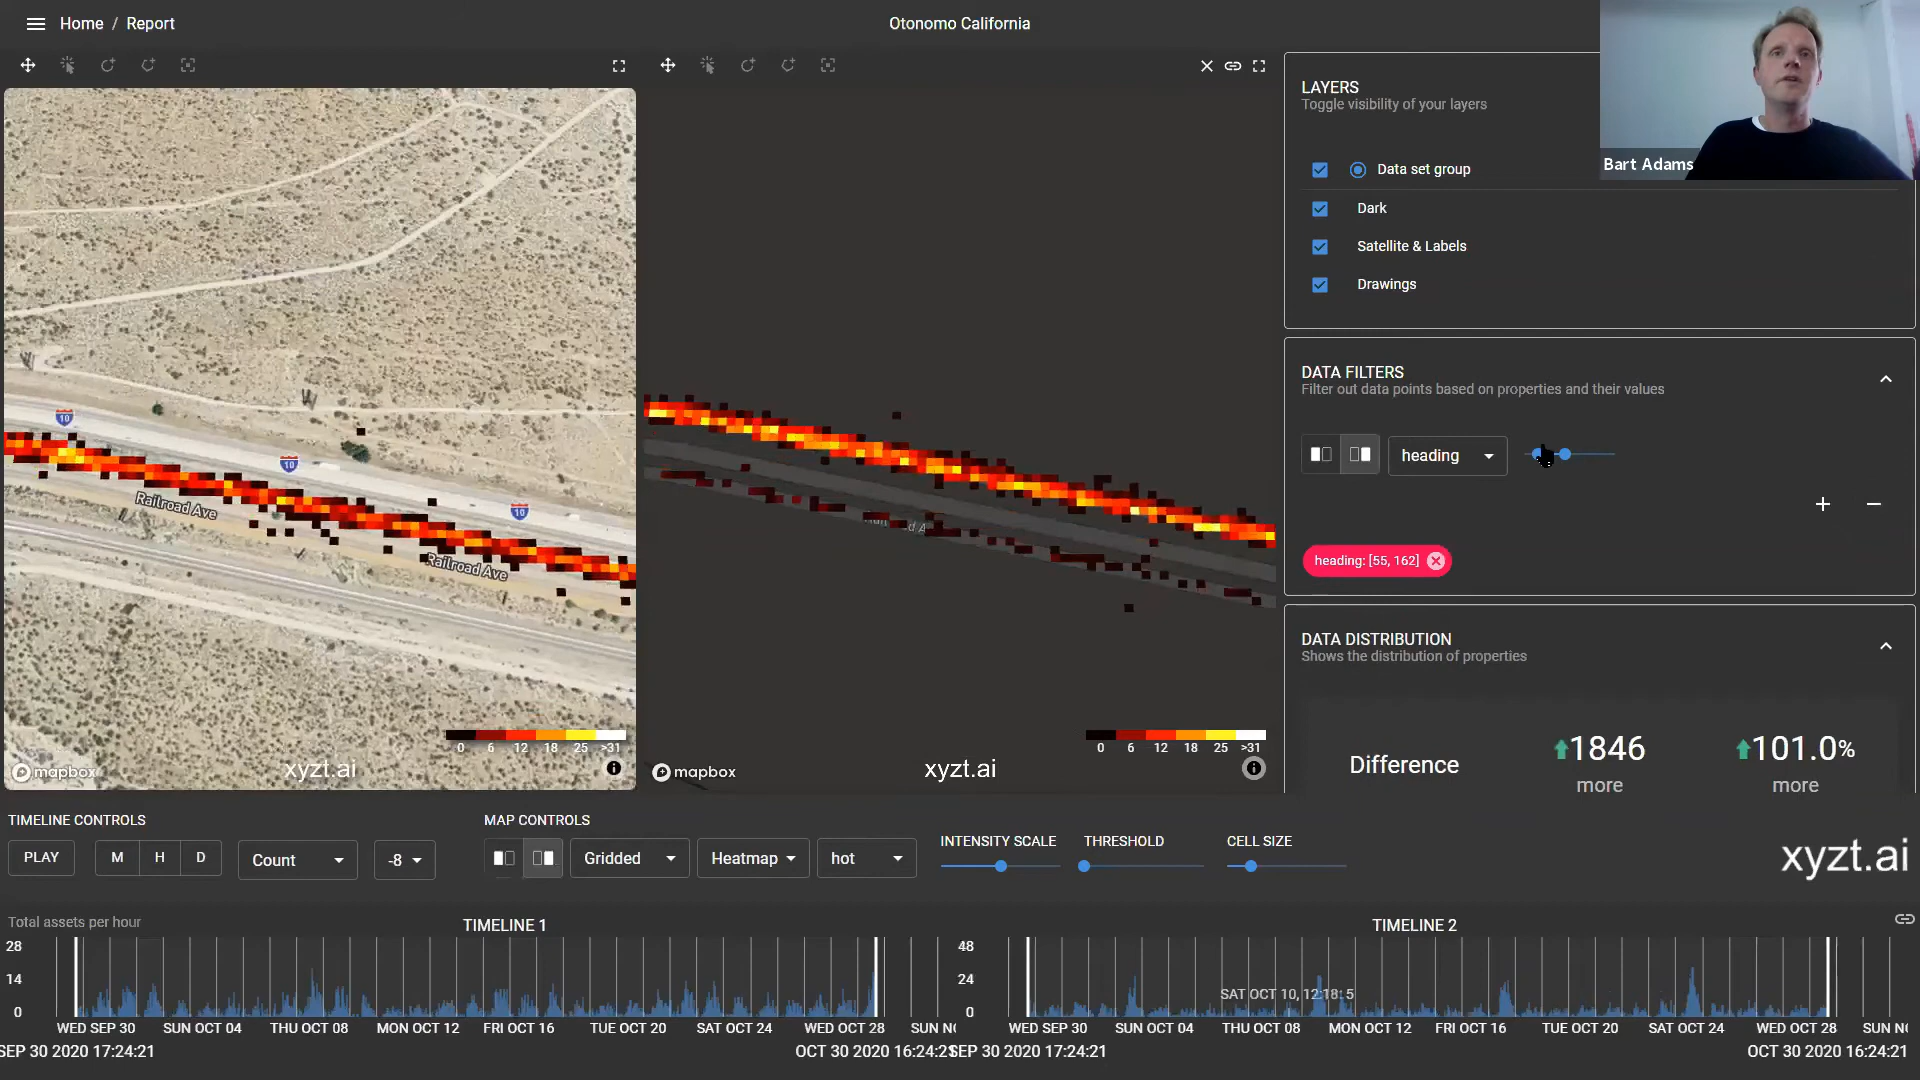 Home / Report
Otonomo California
LAYERS
Toggle visibility of your layers
Data set group
Dark
Satellite & Labels
Drawings
Bart Adams
DATA FILTERS
Filter out data points based on properties and their values
heading
+ −
heading: [55, 162]
DATA DISTRIBUTION
Shows the distribution of properties
Difference
1846
more
101.0%
more
10
10
10
Railroad Ave
Railroad Ave
0 6 12 18 25 >31
mapbox
xyzt.ai
0 6 12 18 25 >31
mapbox
xyzt.ai
TIMELINE CONTROLS
PLAY
M H D
Count
-8
MAP CONTROLS
Gridded
Heatmap
hot
INTENSITY SCALE
THRESHOLD
CELL SIZE
xyzt.ai
Total assets per hour
TIMELINE 1
28
14
0
WED SEP 30 SUN OCT 04 THU OCT 08 MON OCT 12 FRI OCT 16 TUE OCT 20 SAT OCT 24 WED OCT 28 SUN
SEP 30 2020 17:24:21
OCT 30 2020 16:24:21
TIMELINE 2
48
24
0
SAT OCT 10, 12:18:
WED SEP 30 SUN OCT 04 THU OCT 08 MON OCT 12 FRI OCT 16 TUE OCT 20 SAT OCT 24 WED OCT 28 SUN
SEP 30 2020 17:24:21
OCT 30 2020 16:24:21